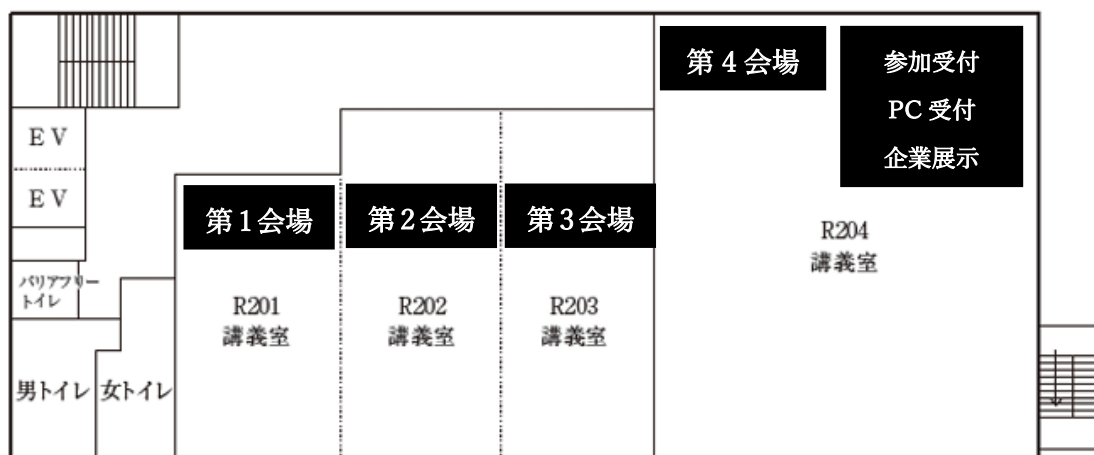 第4会場
参加受付
PC受付
企業展示
EV
EV
第1会場
第2会場
第3会場
R204
講義室
バリアフリー
トイレ
R201
講義室
R202
講義室
R203
講義室
男トイレ
女トイレ